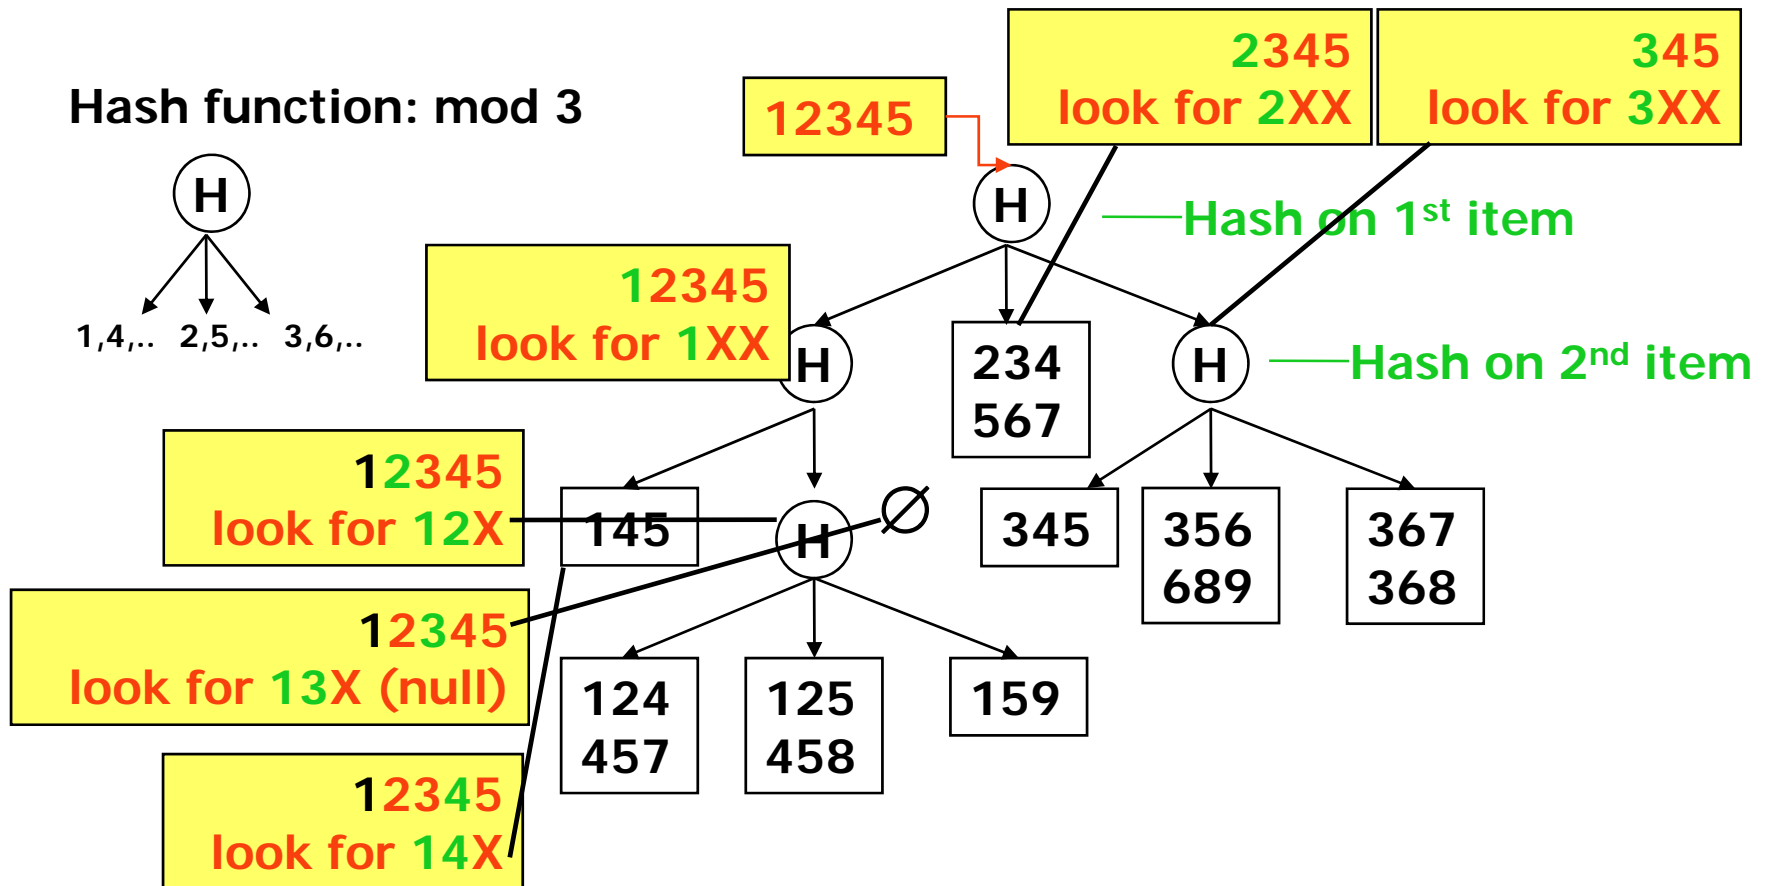 Hash function: mod 3
H
1,4,.. 2,5,.. 3,6,..
12345
2345
look for 2XX
345
look for 3XX
H
Hash on 1st item
12345
look for 1XX
H
234
567
H
Hash on 2nd item
12345
look for 12X
145
H
∅
345
356
689
367
368
12345
look for 13X (null)
124
457
125
458
159
12345
look for 14X